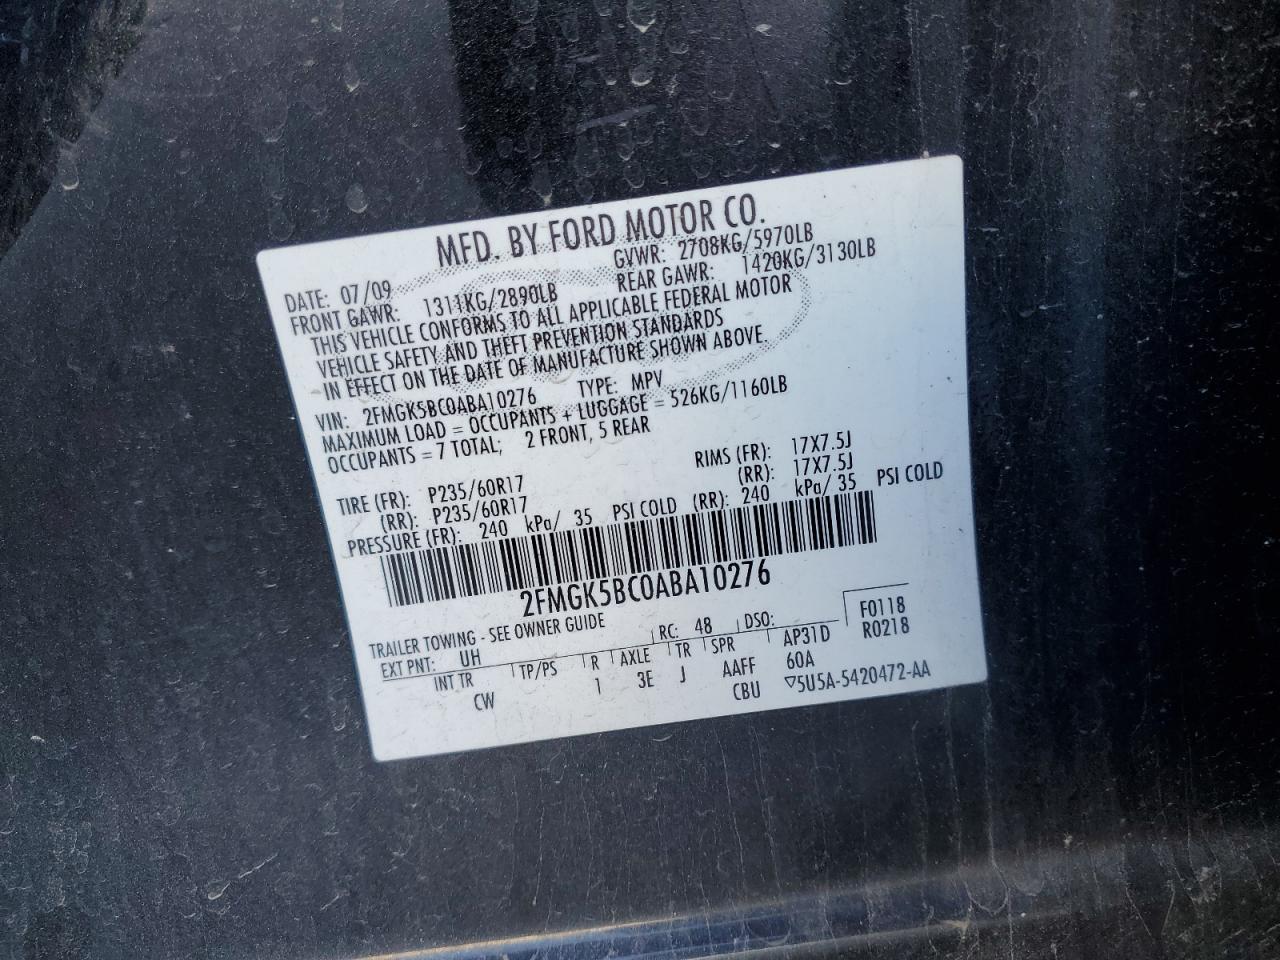 MFD. BY FORD MOTOR CO.
DATE: 07/09 GVWR: 2708KG/5970LB
FRONT GAWR: 1311KG/2890LB REAR GAWR: 1420KG/3130LB
THIS VEHICLE CONFORMS TO ALL APPLICABLE FEDERAL MOTOR
VEHICLE SAFETY AND THEFT PREVENTION STANDARDS
IN EFFECT ON THE DATE OF MANUFACTURE SHOWN ABOVE
VIN: 2FMGK5BC0ABA10276 TYPE: MPV
MAXIMUM LOAD = OCCUPANTS + LUGGAGE = 526KG/1160LB
OCCUPANTS = 7 TOTAL; 2 FRONT, 5 REAR
TIRE (FR): P235/60R17 RIMS (FR): 17X7.5J
(RR): P235/60R17 (RR): 17X7.5J
PRESSURE (FR): 240 kPa/ 35 PSI COLD (RR): 240 kPa/ 35 PSI COLD
2FMGK5BC0ABA10276
TRAILER TOWING - SEE OWNER GUIDE F0118
EXT PNT: UH RC: 48 DSO: R0218
INT TR TP/PS R AXLE TR SPR AP31D
CW 1 3E J AAFF 60A
CBU ▽5U5A-5420472-AA